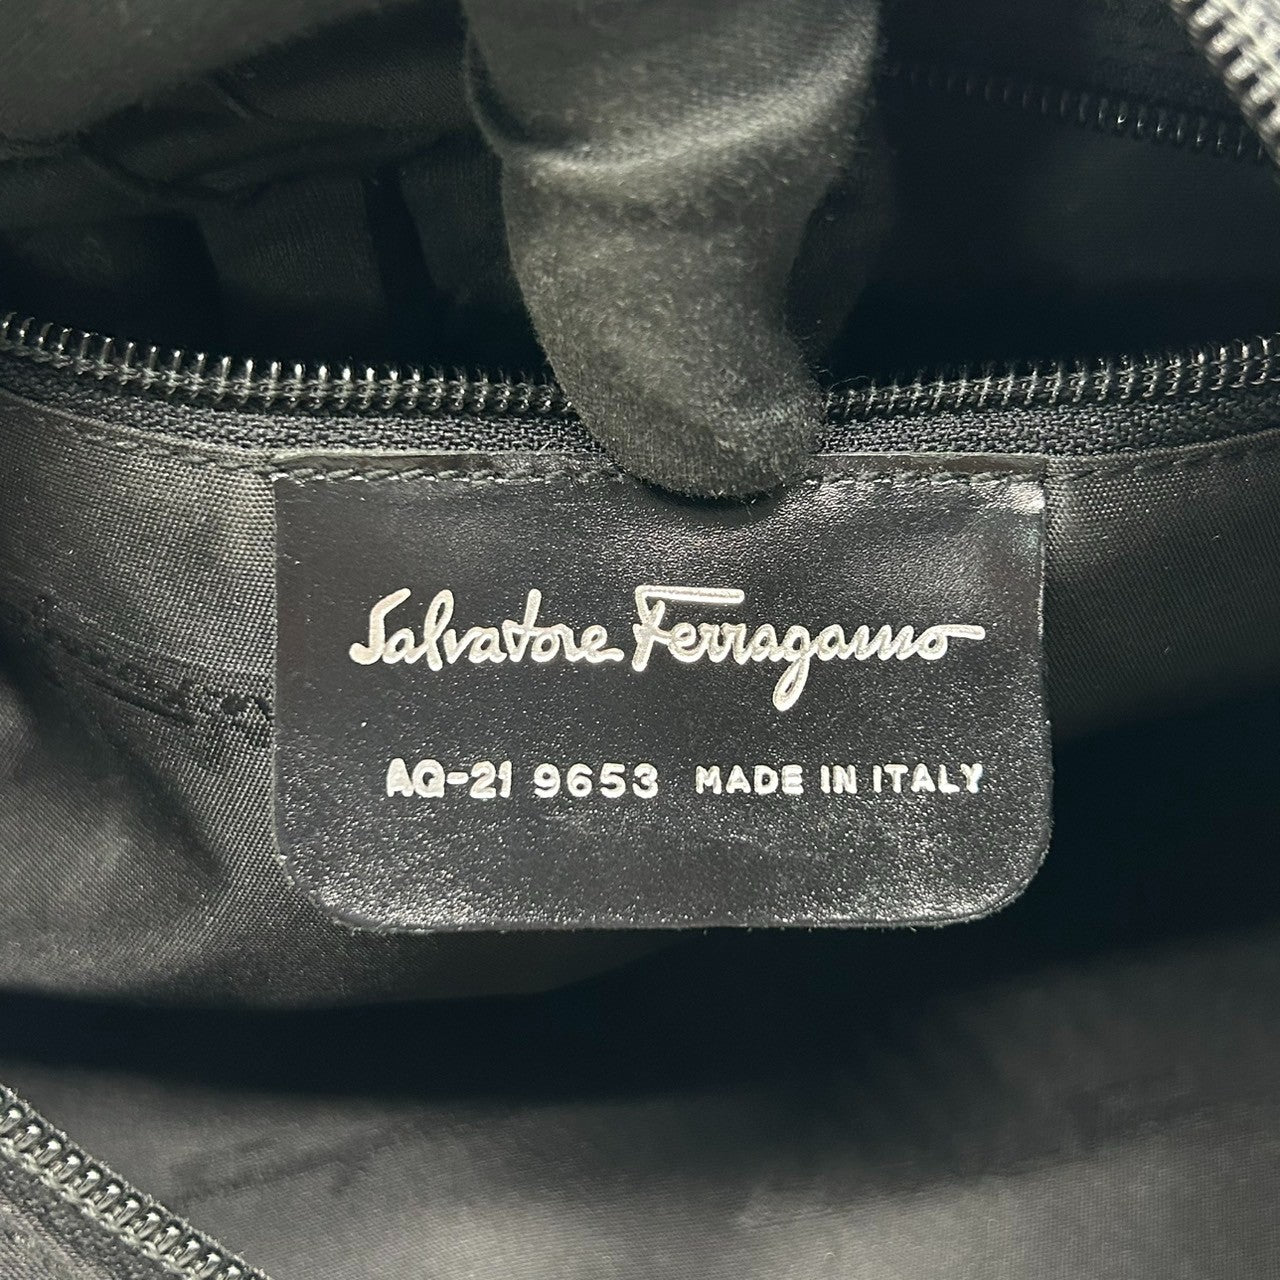 Salvatore Ferragamo
AQ-21 9653 MADE IN ITALY